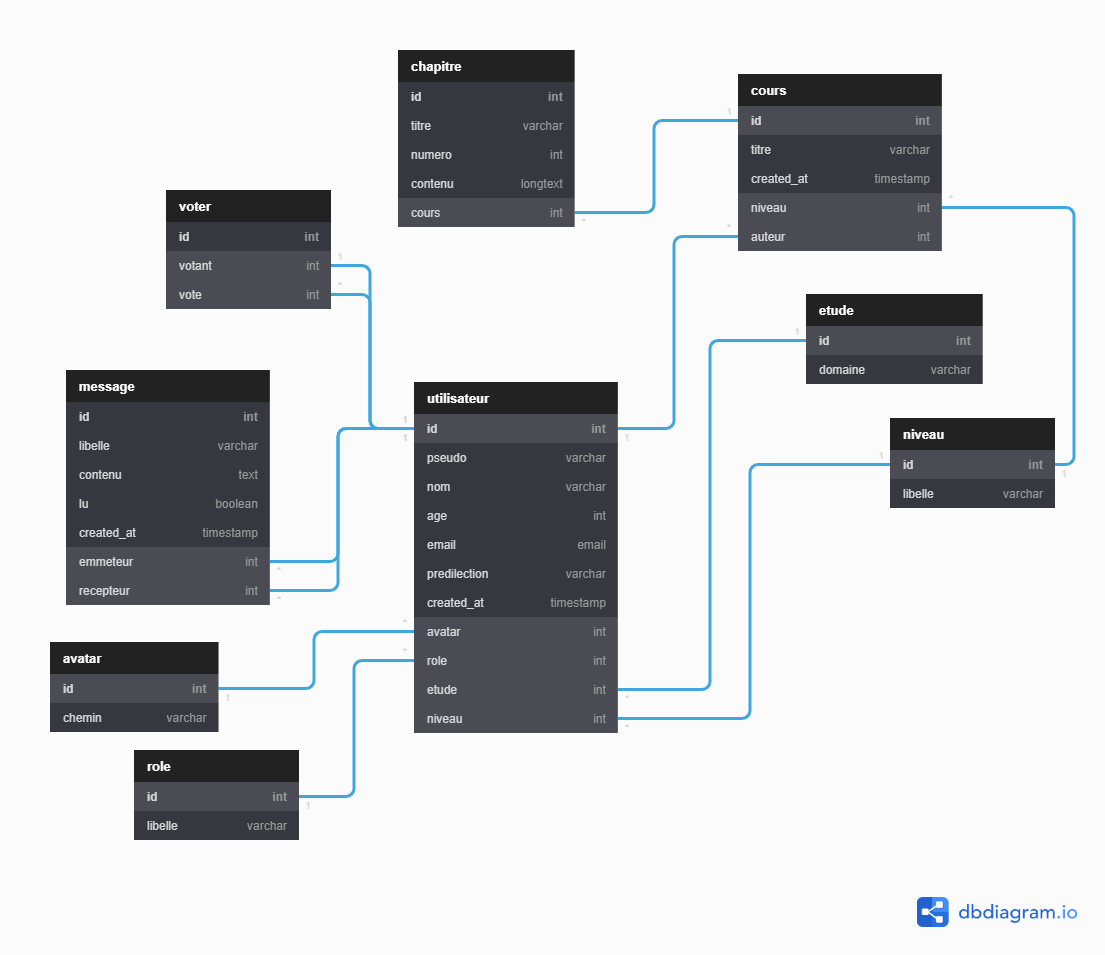 chapitre
id int
titre varchar
numero int
contenu longtext
cours int
cours
id int
titre varchar
created_at timestamp
niveau int
auteur int
voter
id int
votant int
vote int
etude
id int
domaine varchar
message
id int
libelle varchar
contenu text
lu boolean
created_at timestamp
emmeteur int
recepteur int
utilisateur
id int
pseudo varchar
nom varchar
age int
email email
predilection varchar
created_at timestamp
avatar int
role int
etude int
niveau int
niveau
id int
libelle varchar
avatar
id int
chemin varchar
role
id int
libelle varchar
1
*
1
*
*
1
*
1
1
1
1
1
1
*
*
*
*
1
1
*
*
dbdiagram.io